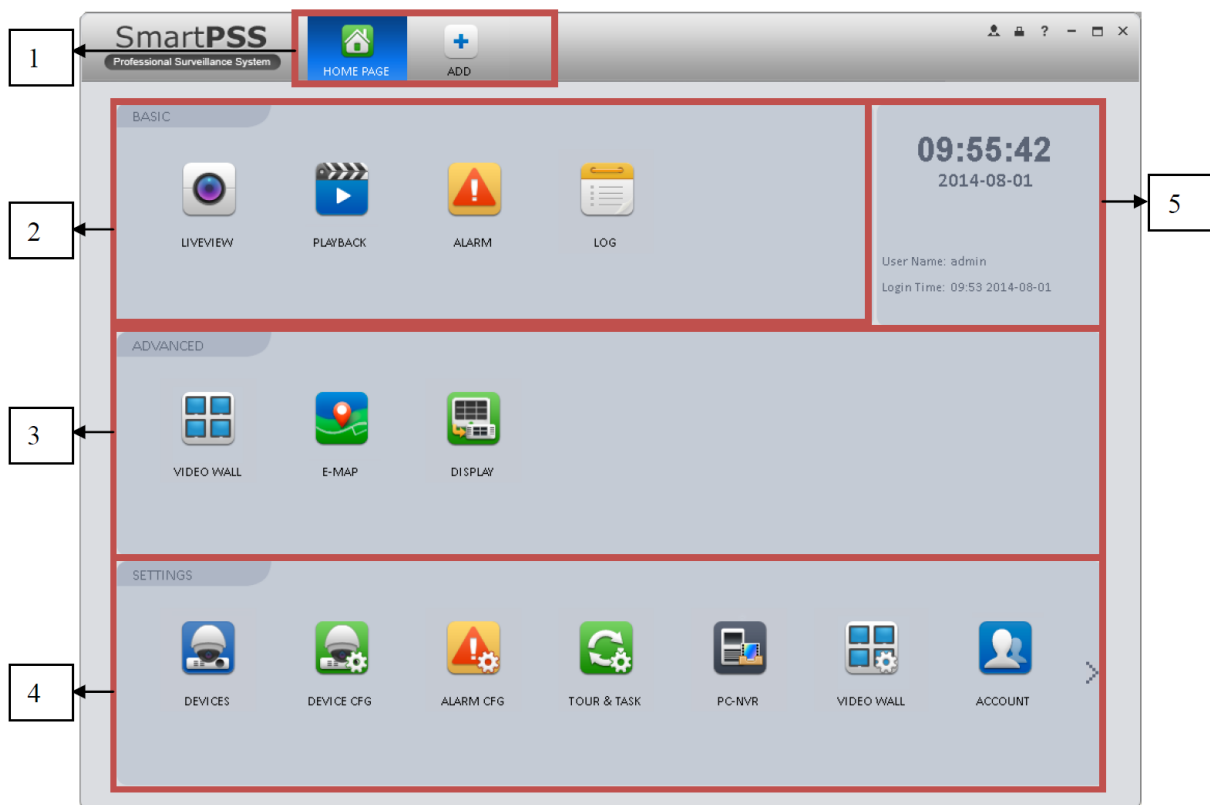 1
SmartPSS
Professional Surveillance System
HOME PAGE
ADD
?
BASIC
LIVEVIEW
PLAYBACK
ALARM
LOG
2
09:55:42
2014-08-01
User Name: admin
Login Time: 09:53 2014-08-01
5
ADVANCED
VIDEO WALL
E-MAP
DISPLAY
3
SETTINGS
DEVICES
DEVICE CFG
ALARM CFG
TOUR & TASK
PC-NVR
VIDEO WALL
ACCOUNT
4